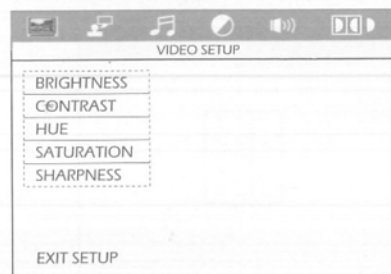 VIDEO SETUP
BRIGHTNESS
CONTRAST
HUE
SATURATION
SHARPNESS
EXIT SETUP